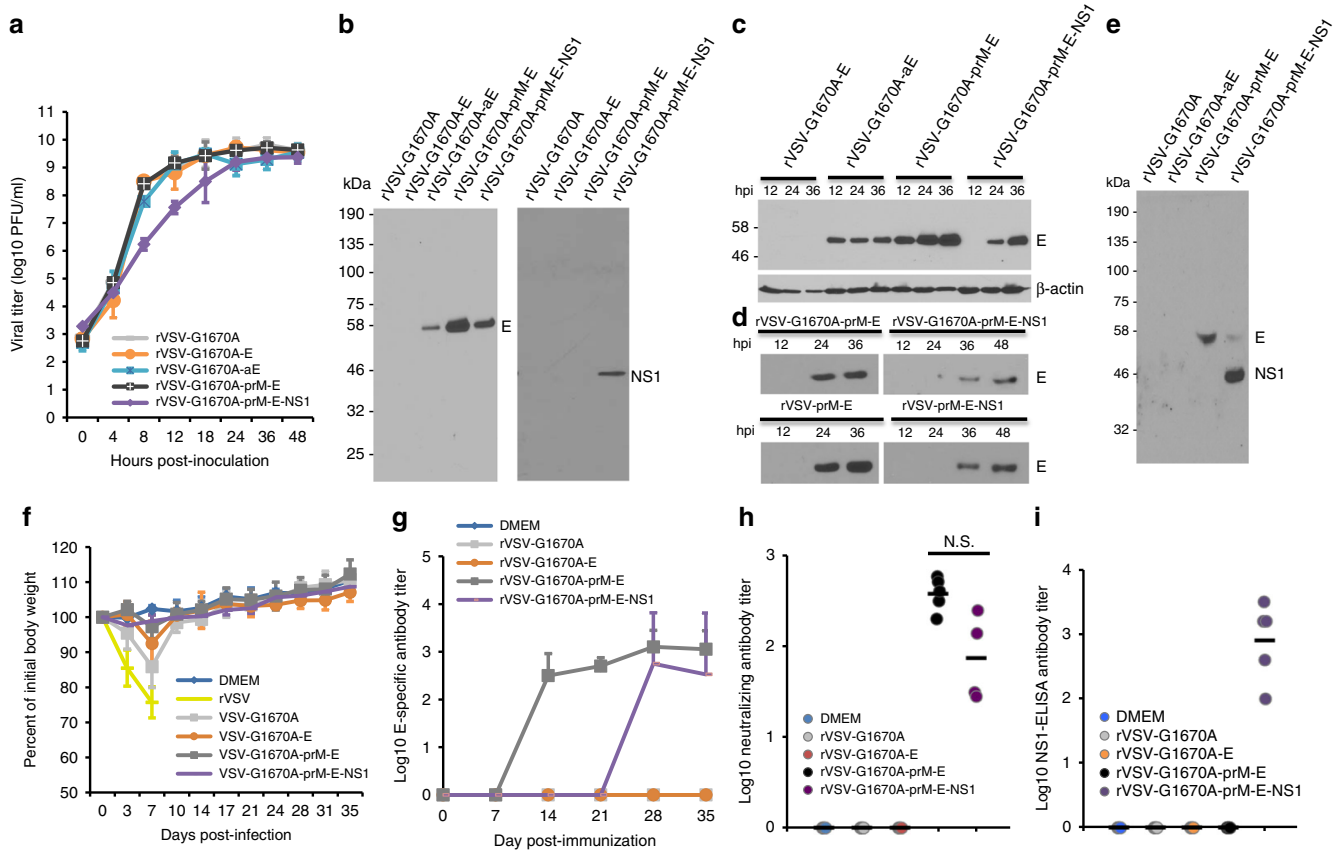 a
Viral titer (log10 PFU/ml)
11
10
9
8
7
6
5
4
3
2
1
0
0 4 8 12 18 24 36 48
Hours post-inoculation
rVSV-G1670A
rVSV-G1670A-E
rVSV-G1670A-aE
rVSV-G1670A-prM-E
rVSV-G1670A-prM-E-NS1
b
rVSV-G1670A
rVSV-G1670A-E
rVSV-G1670A-aE
rVSV-G1670A-prM-E
rVSV-G1670A-prM-E-NS1
rVSV-G1670A
rVSV-G1670A-E
rVSV-G1670A-prM-E
rVSV-G1670A-prM-E-NS1
kDa
190
135
100
75
58
46
32
25
E
NS1
c
rVSV-G1670A-E
rVSV-G1670A-aE
rVSV-G1670A-prM-E
rVSV-G1670A-prM-E-NS1
hpi 12 24 36 12 24 36 12 24 36 12 24 36
58
46
E
β-actin
d
rVSV-G1670A-prM-E rVSV-G1670A-prM-E-NS1
hpi 12 24 36 12 24 36 48
E
rVSV-prM-E rVSV-prM-E-NS1
hpi 12 24 36 12 24 36 48
E
e
rVSV-G1670A
rVSV-G1670A-aE
rVSV-G1670A-prM-E
rVSV-G1670A-prM-E-NS1
kDa
190
135
100
75
58
46
32
E
NS1
f
Percent of initial body weight
120
110
100
90
80
70
60
50
0 3 7 10 14 17 21 24 28 31 35
Days post-infection
DMEM
rVSV
VSV-G1670A
VSV-G1670A-E
VSV-G1670A-prM-E
VSV-G1670A-prM-E-NS1
g
DMEM
rVSV-G1670A
rVSV-G1670A-E
rVSV-G1670A-prM-E
rVSV-G1670A-prM-E-NS1
Log10 E-specific antibody titer
5
4
3
2
1
0
0 7 14 21 28 35
Day post-immunization
h
N.S.
Log10 neutralizing antibody titer
3
2
1
0
DMEM
rVSV-G1670A
rVSV-G1670A-E
rVSV-G1670A-prM-E
rVSV-G1670A-prM-E-NS1
i
Log10 NS1-ELISA antibody titer
4
3
2
1
0
DMEM
rVSV-G1670A
rVSV-G1670A-E
rVSV-G1670A-prM-E
rVSV-G1670A-prM-E-NS1